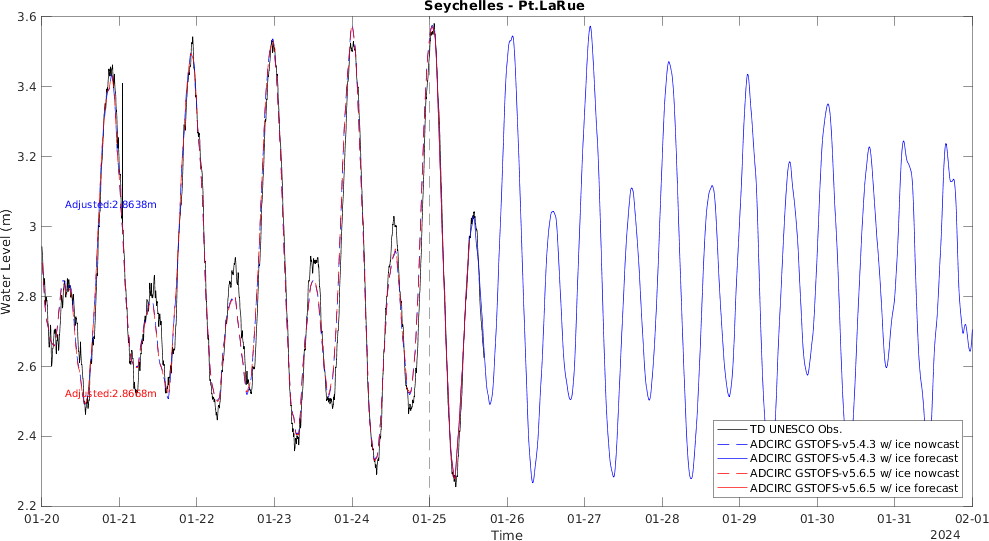 Seychelles - Pt.LaRue
3.6
3.4
3.2
3
2.8
2.6
2.4
2.2
Water Level (m)
Adjusted:2.8638m
Adjusted:2.8668m
TD UNESCO Obs.
ADCIRC GSTOFS-v5.4.3 w/ ice nowcast
ADCIRC GSTOFS-v5.4.3 w/ ice forecast
ADCIRC GSTOFS-v5.6.5 w/ ice nowcast
ADCIRC GSTOFS-v5.6.5 w/ ice forecast
01-20 01-21 01-22 01-23 01-24 01-25 01-26 01-27 01-28 01-29 01-30 01-31 02-01
Time
2024